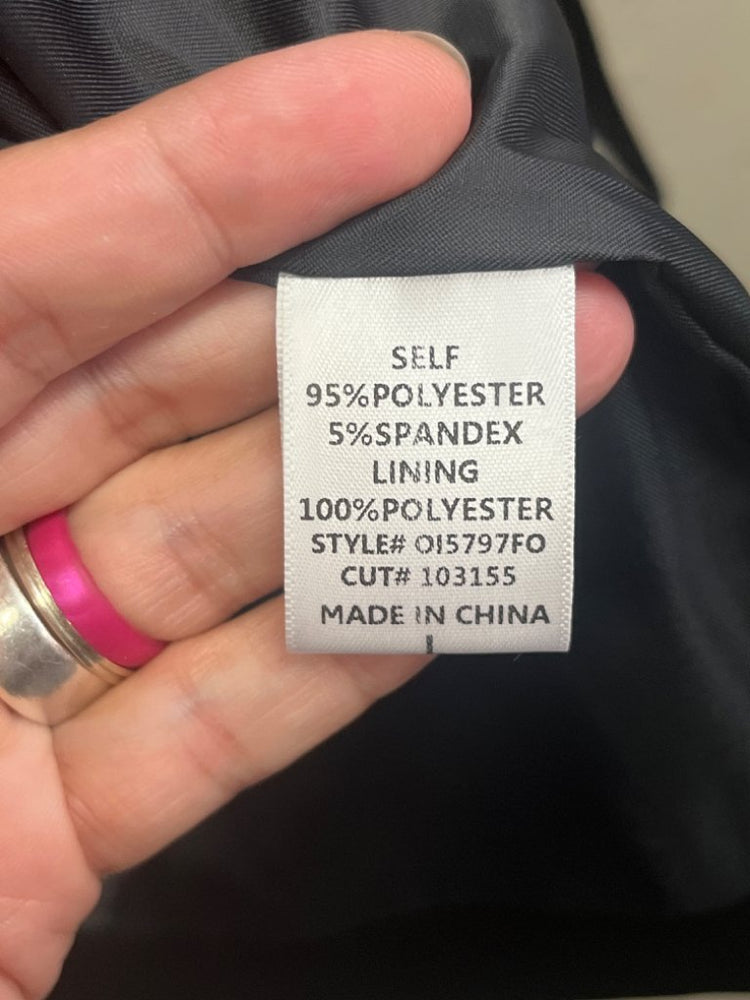 SELF
95%POLYESTER
5%SPANDEX
LINING
100%POLYESTER
STYLE# OI5797FO
CUT# 103155
MADE IN CHINA